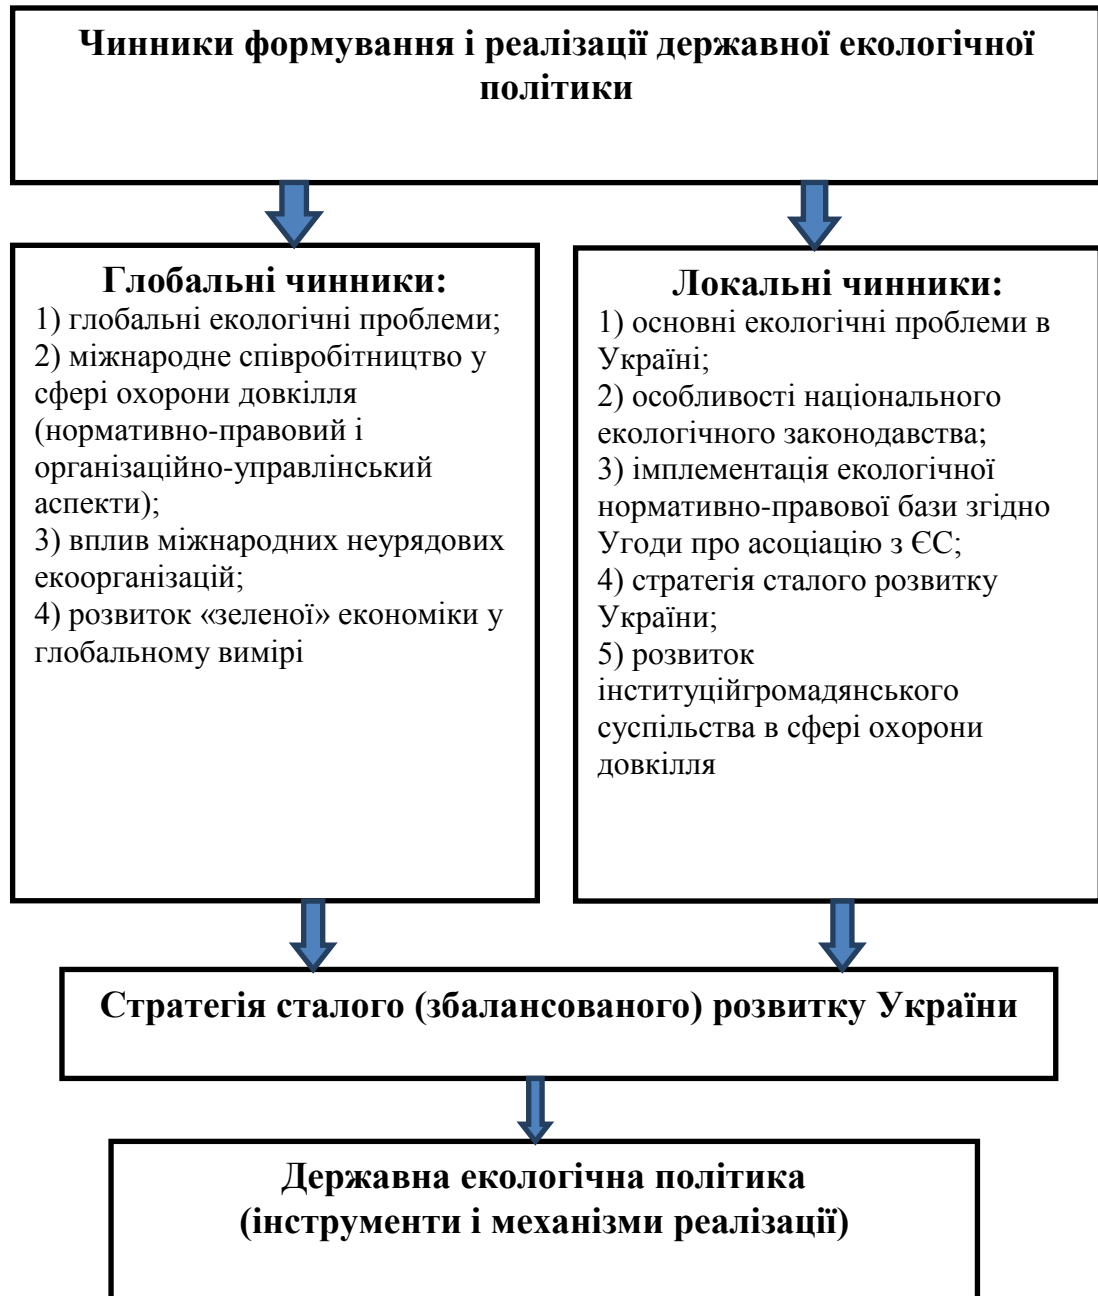 Чинники формування і реалізації державної екологічної
політики
Глобальні чинники:
1) глобальні екологічні проблеми;
2) міжнародне співробітництво у
сфері охорони довкілля
(нормативно-правовий і
організаційно-управлінський
аспекти);
3) вплив міжнародних неурядових
екоорганізацій;
4) розвиток «зеленої» економіки у
глобальному вимірі
Локальні чинники:
1) основні екологічні проблеми в
Україні;
2) особливості національного
екологічного законодавства;
3) імплементація екологічної
нормативно-правової бази згідно
Угоди про асоціацію з ЄС;
4) стратегія сталого розвитку
України;
5) розвиток
інституційгромадянського
суспільства в сфері охорони
довкілля
Стратегія сталого (збалансованого) розвитку України
Державна екологічна політика
(інструменти і механізми реалізації)